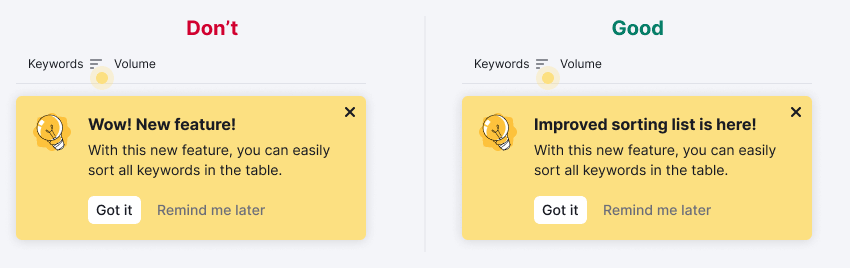 Don’t
Keywords Volume
Wow! New feature!
With this new feature, you can easily
sort all keywords in the table.
Got it Remind me later
Good
Keywords Volume
Improved sorting list is here!
With this new feature, you can easily
sort all keywords in the table.
Got it Remind me later